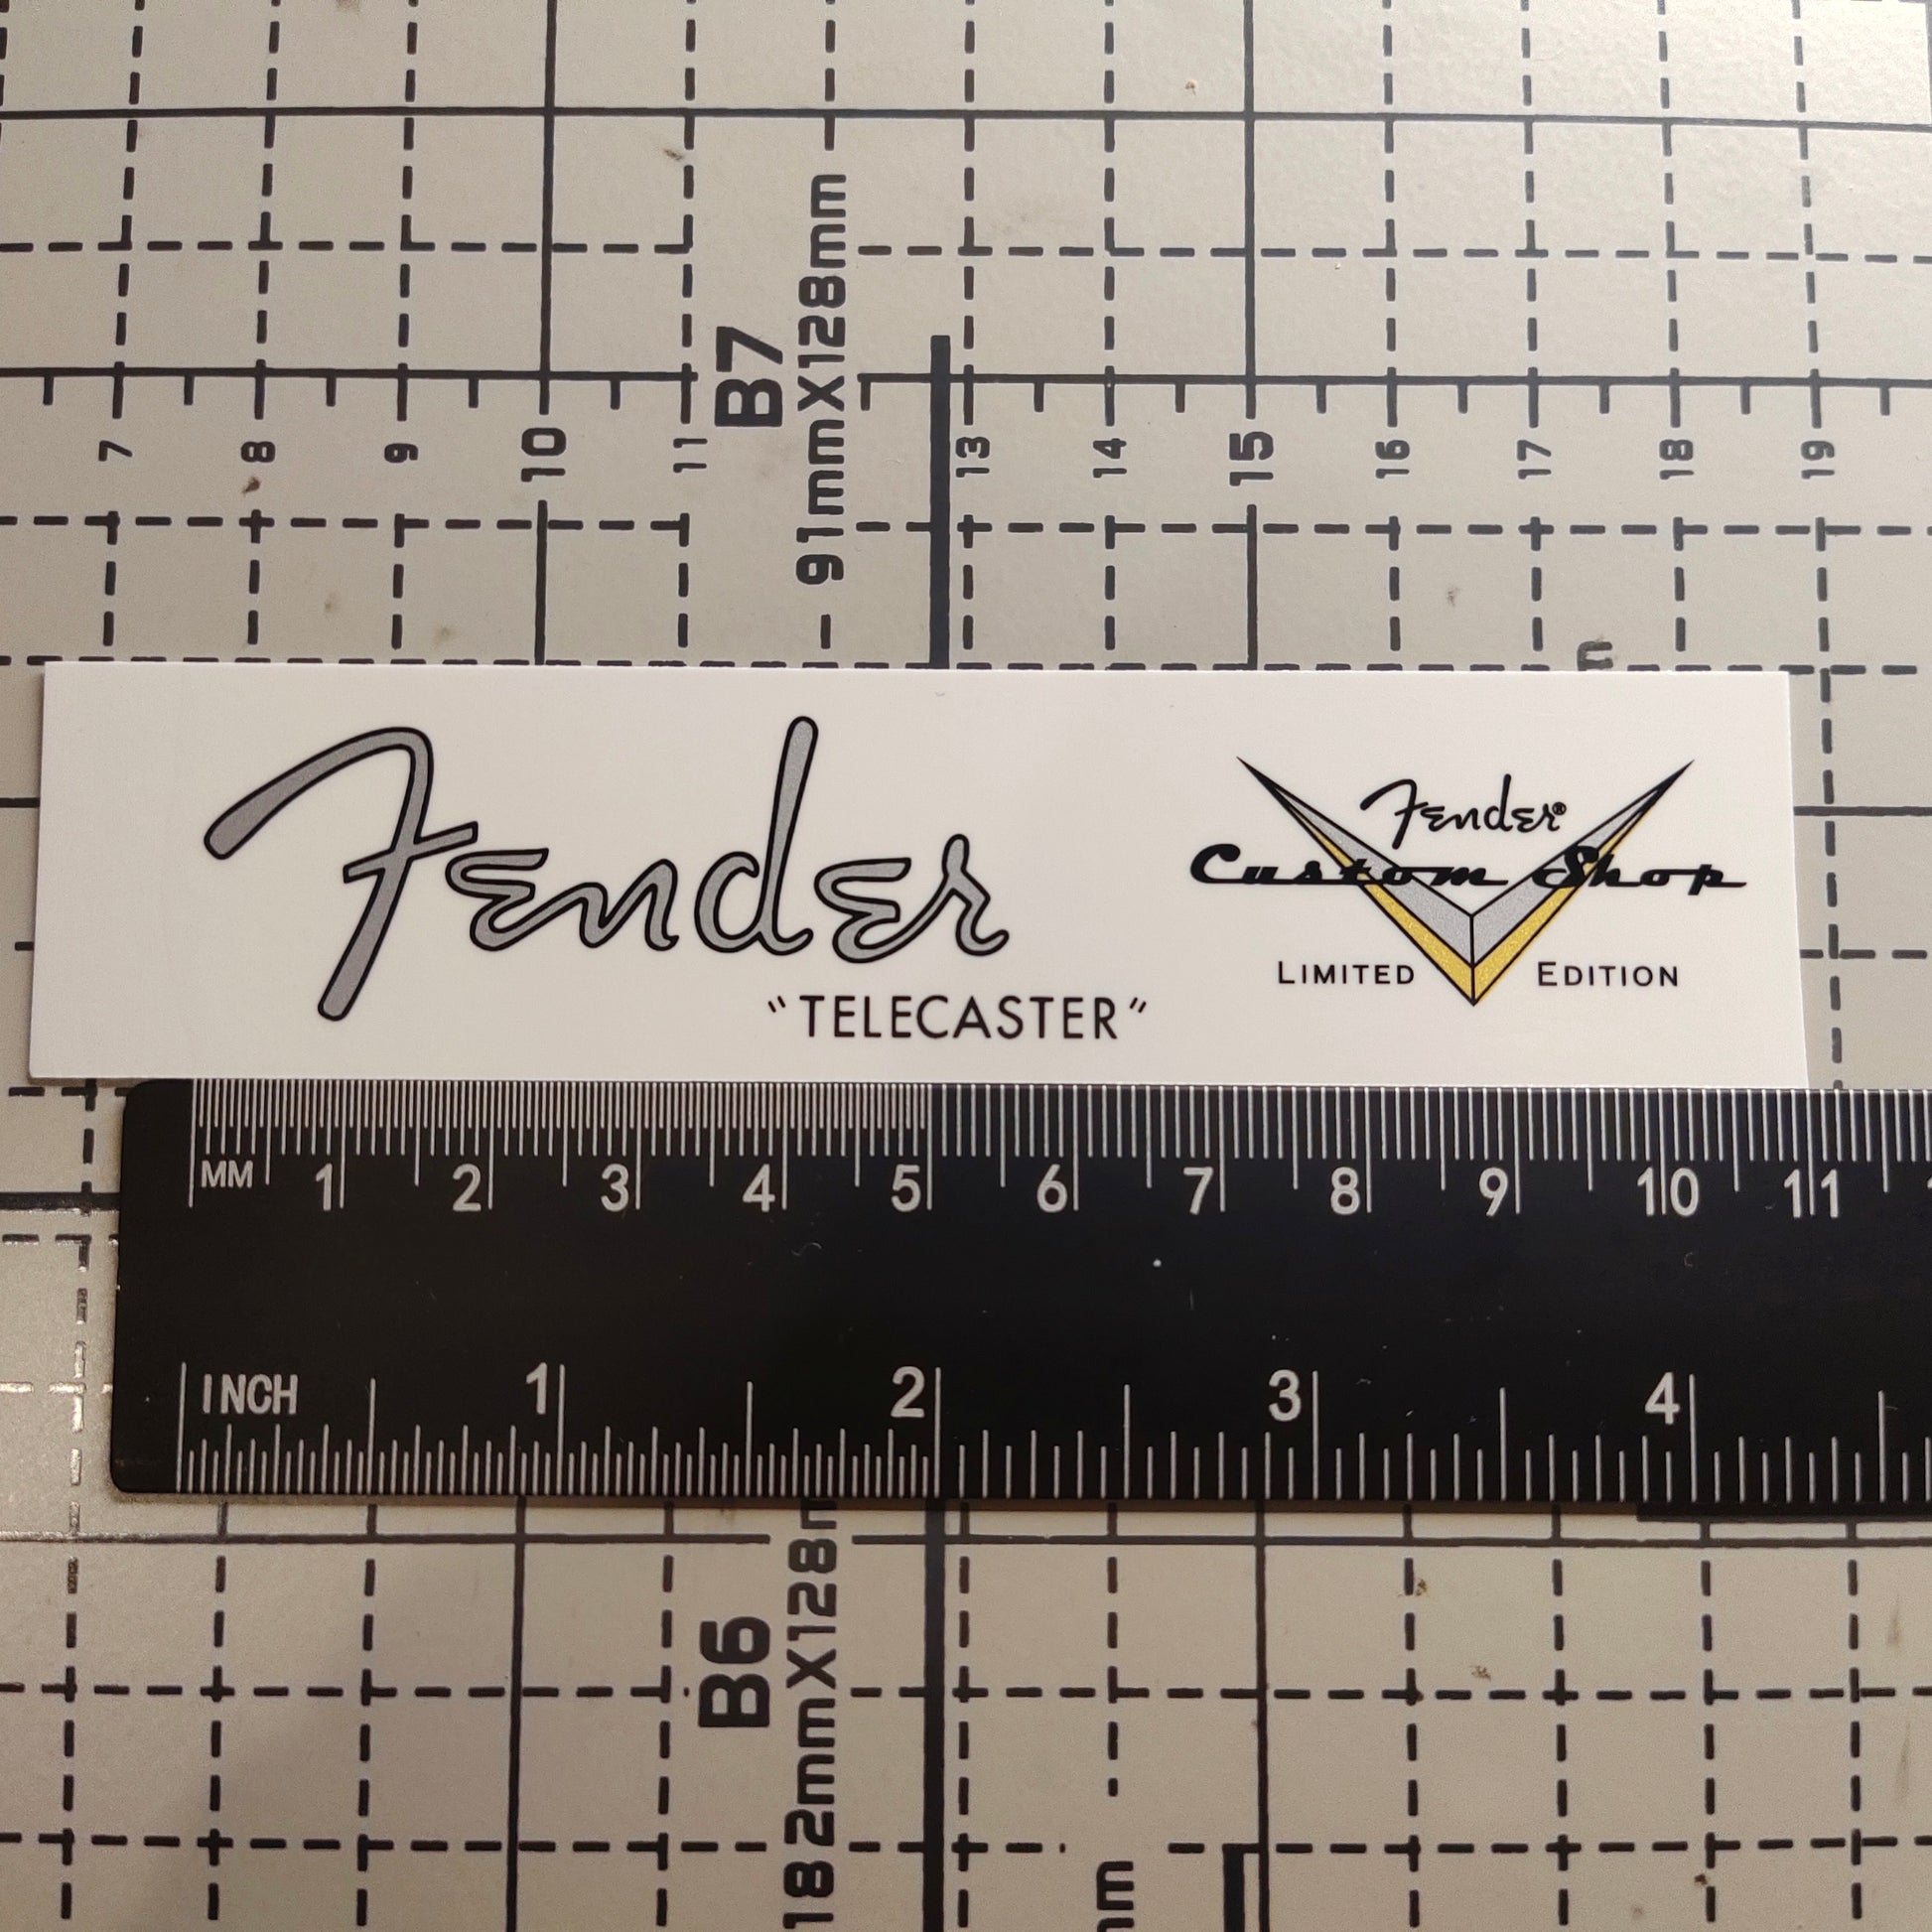 B7
91mmX128mm
7 8 9 10 11 13 14 15 16 17 18 19
Fender
"TELECASTER"
Fender®
Custom Shop
LIMITED EDITION
MM 1 2 3 4 5 6 7 8 9 10 11
INCH 1 2 3 4
B6
182mmX128m